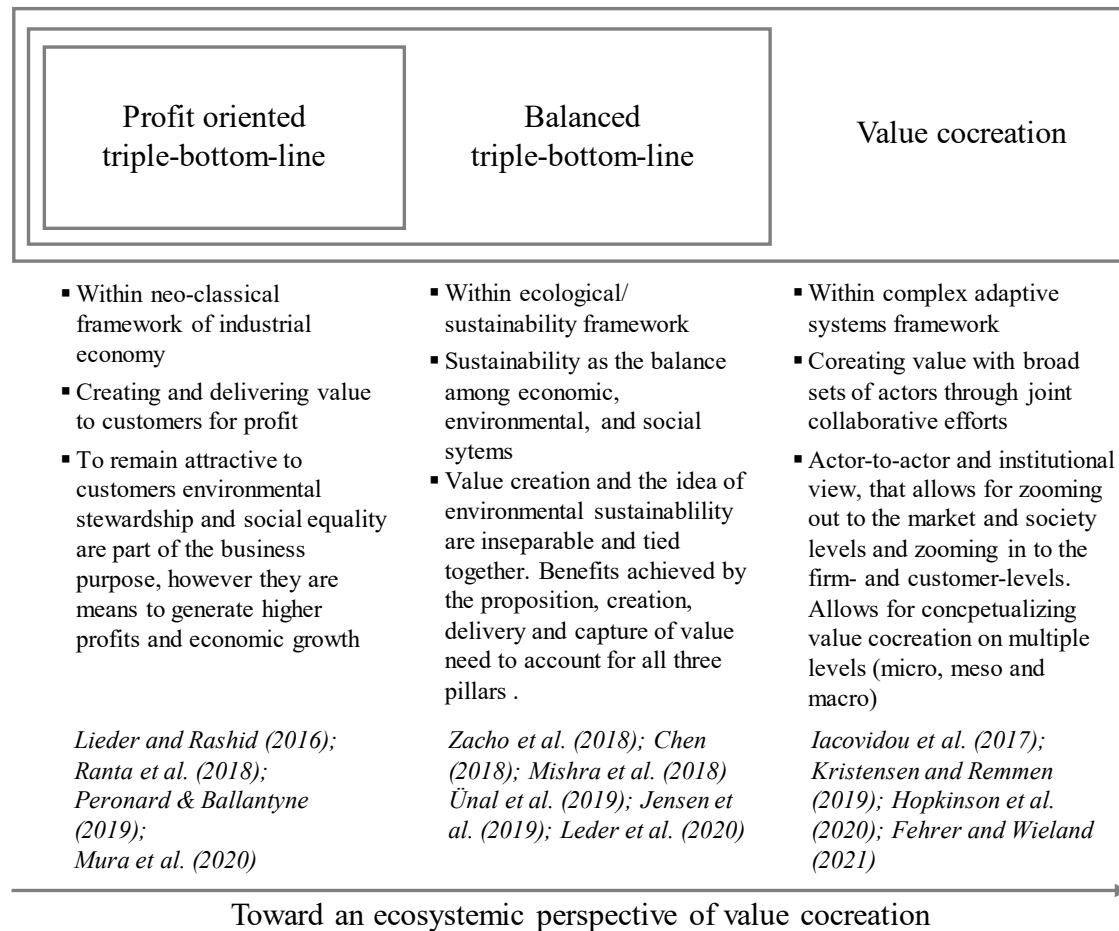 Profit oriented
triple-bottom-line
Balanced
triple-bottom-line
Value cocreation
▪ Within neo-classical
framework of industrial
economy
▪ Creating and delivering value
to customers for profit
▪ To remain attractive to
customers environmental
stewardship and social equality
are part of the business
purpose, however they are
means to generate higher
profits and economic growth
Lieder and Rashid (2016);
Ranta et al. (2018);
Peronard & Ballantyne
(2019);
Mura et al. (2020)
▪ Within ecological/
sustainability framework
▪ Sustainability as the balance
among economic,
environmental, and social
sytems
▪ Value creation and the idea of
environmental sustainablility
are inseparable and tied
together. Benefits achieved by
the proposition, creation,
delivery and capture of value
need to account for all three
pillars .
Zacho et al. (2018); Chen
(2018); Mishra et al. (2018)
Ünal et al. (2019); Jensen et
al. (2019); Leder et al. (2020)
▪ Within complex adaptive
systems framework
▪ Coreating value with broad
sets of actors through joint
collaborative efforts
▪ Actor-to-actor and institutional
view, that allows for zooming
out to the market and society
levels and zooming in to the
firm- and customer-levels.
Allows for concpetualizing
value cocreation on multiple
levels (micro, meso and
macro)
Iacovidou et al. (2017);
Kristensen and Remmen
(2019); Hopkinson et al.
(2020); Fehrer and Wieland
(2021)
Toward an ecosystemic perspective of value cocreation